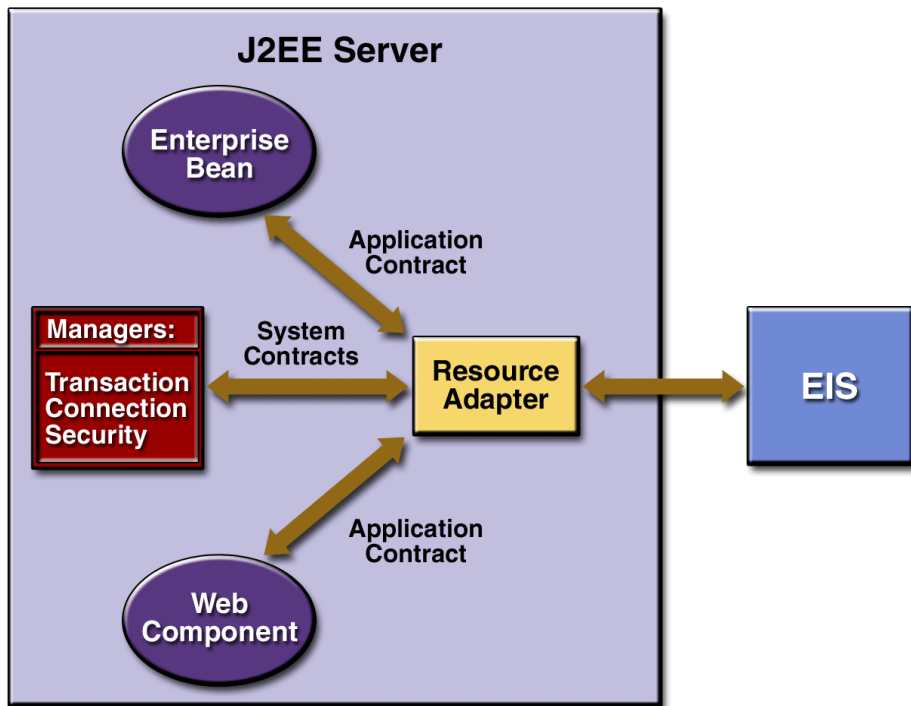 J2EE Server
Enterprise
Bean
Application
Contract
Managers:
Transaction
Connection
Security
System
Contracts
Resource
Adapter
EIS
Application
Contract
Web
Component